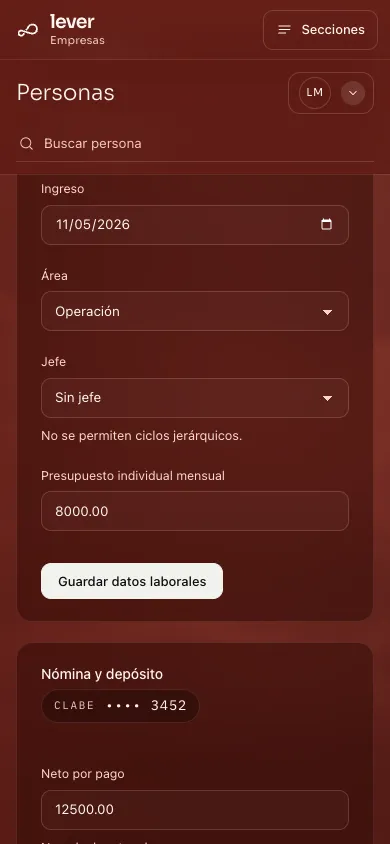 lever
Empresas
Secciones
Personas
LM
Buscar persona
Ingreso
11/05/2026
Área
Operación
Jefe
Sin jefe
No se permiten ciclos jerárquicos.
Presupuesto individual mensual
8000.00
Guardar datos laborales
Nómina y depósito
CLABE •••• 3452
Neto por pago
12500.00